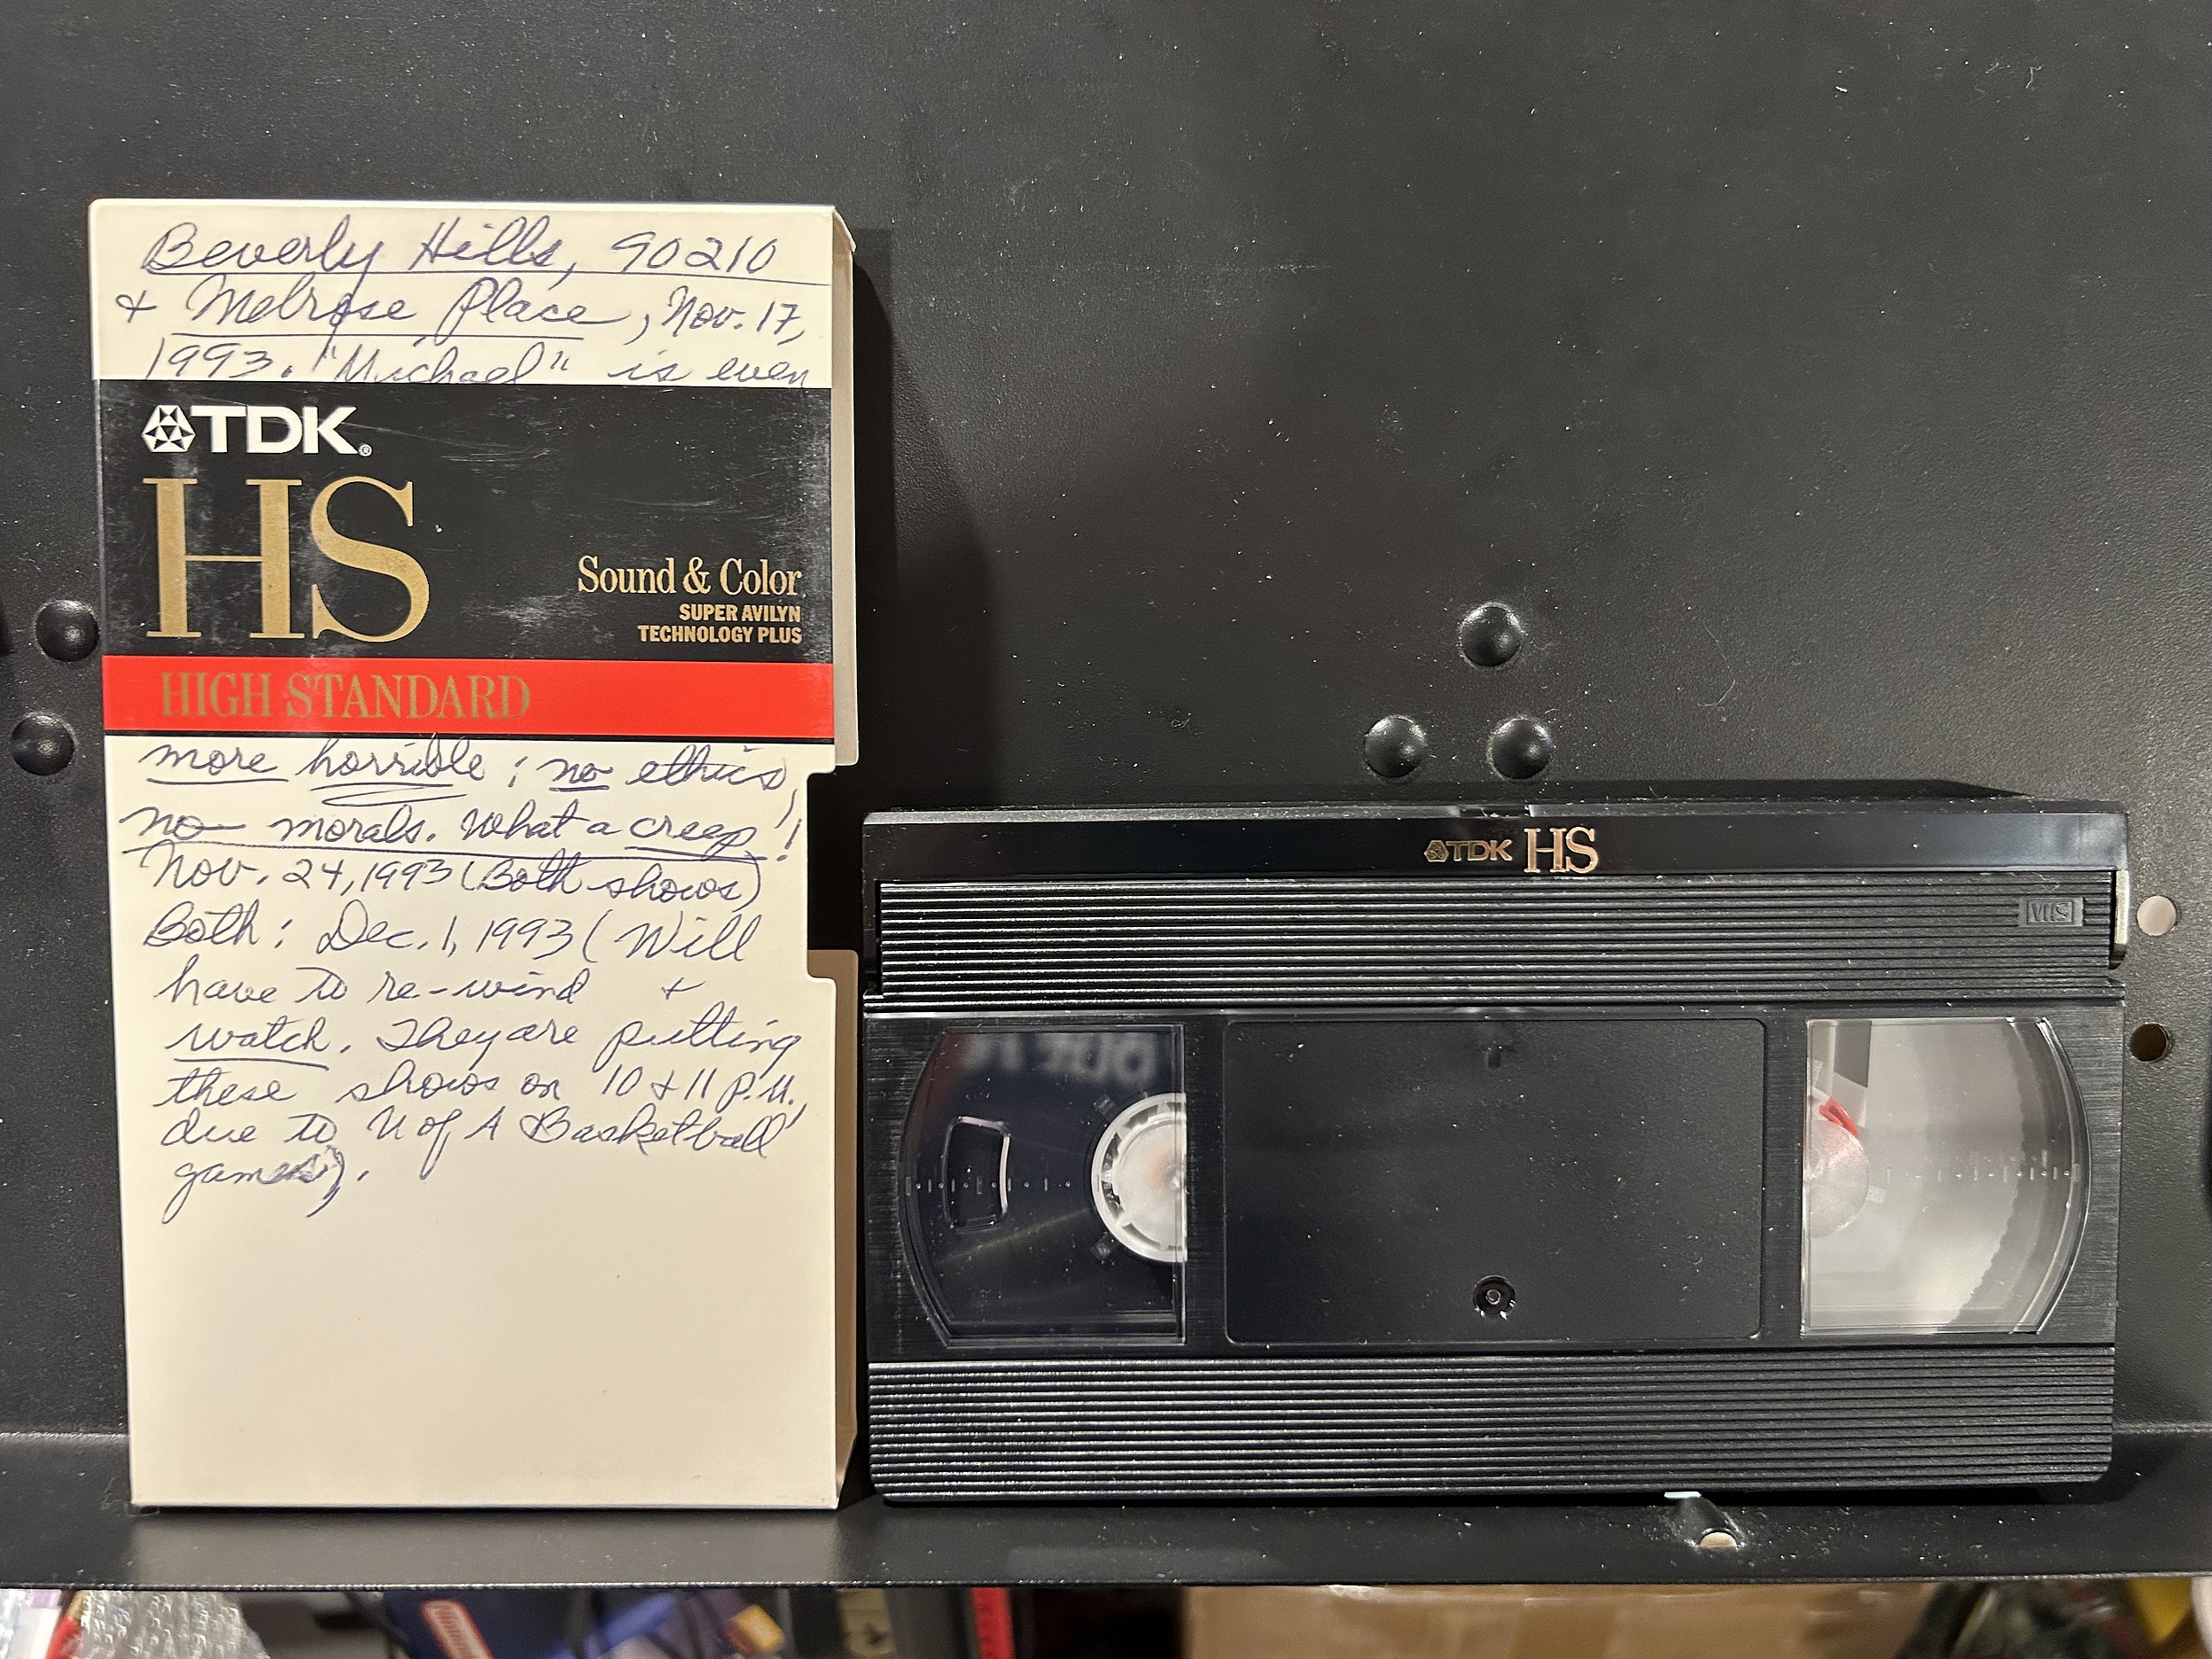 Beverly Hills, 90210
+ Melrose Place, Nov. 17,
1993. "Michael" is even
TDK®
HS
Sound & Color
SUPER AVILYN
TECHNOLOGY PLUS
HIGH STANDARD
more horrible; no ethics,
no morals. What a creep!!
Nov. 24, 1993 (Both shows)
Both: Dec. 1, 1993 (Will
have to re-wind +
watch. They are putting
these shows on 10 + 11 P.M.,
due to U of A Basketball
games).
TDK HS
VHS